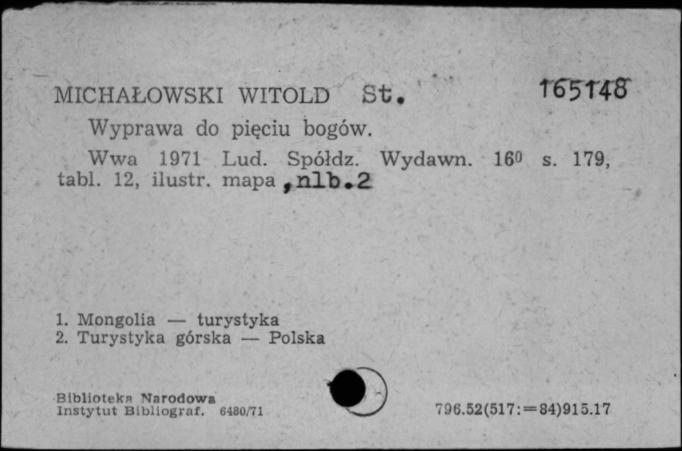 MICHAŁOWSKI WITOLD St. 165148
Wyprawa do pięciu bogów.
Wwa 1971 Lud. Spółdz. Wydawn. 16⁰ s. 179,
tabl. 12, ilustr. mapa ,nlb.2
1. Mongolia — turystyka
2. Turystyka górska — Polska
Biblioteka Narodowa
Instytut Bibliograf. 6480/71
796.52(517:=84)915.17